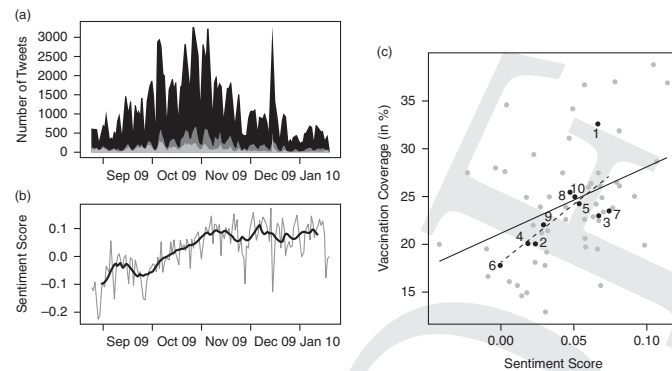 (a)
Number of Tweets
3000
2500
2000
1500
1000
500
0
Sep 09 Oct 09 Nov 09 Dec 09 Jan 10
(b)
Sentiment Score
0.1
0.0
−0.1
−0.2
Sep 09 Oct 09 Nov 09 Dec 09 Jan 10
(c)
Vaccination Coverage (in %)
35
30
25
20
15
1
8 10
5
7
3
9
4 2
6
0.00 0.05 0.10
Sentiment Score